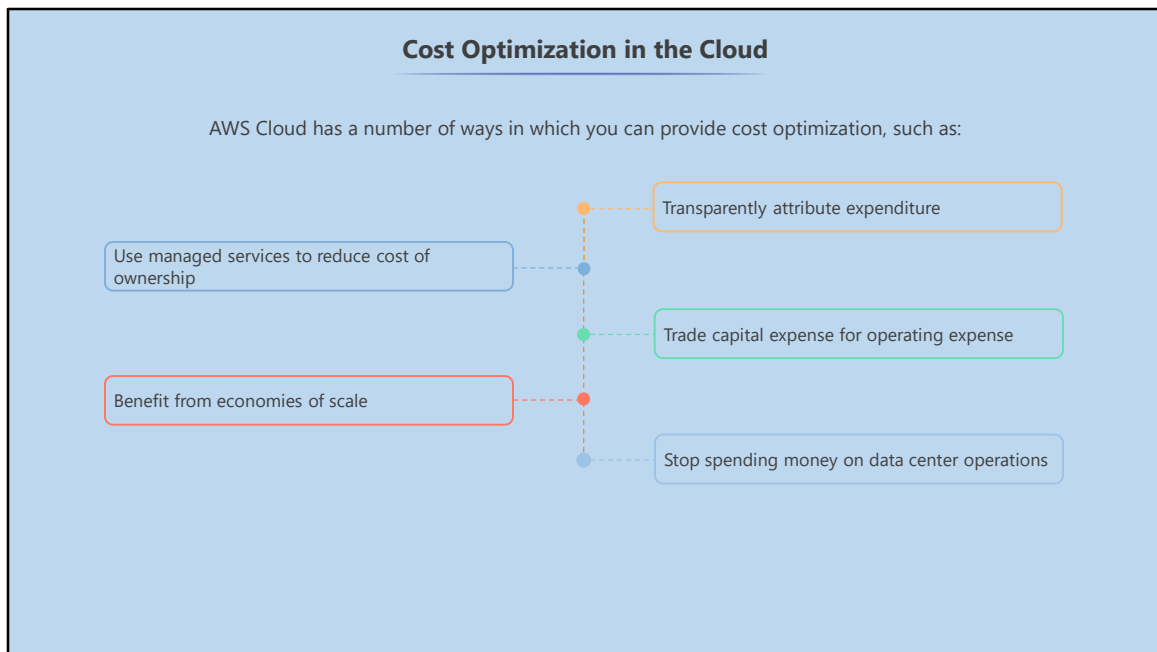 Cost Optimization in the Cloud
AWS Cloud has a number of ways in which you can provide cost optimization, such as:
Transparently attribute expenditure
Use managed services to reduce cost of
ownership
Trade capital expense for operating expense
Benefit from economies of scale
Stop spending money on data center operations